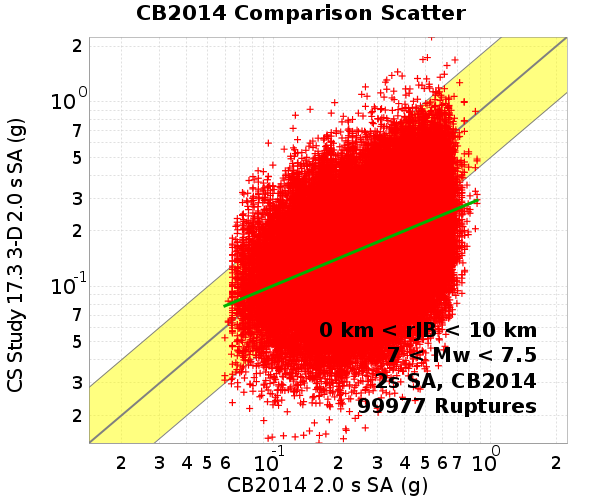 CB2014 Comparison Scatter
CS Study 17.3 3-D 2.0 s SA (g)
2
10^0
7
5
3
2
10^-1
7
5
3
2
0 km < rJB < 10 km
7 < Mw < 7.5
2s SA, CB2014
99977 Ruptures
2 3 4 5 6 10^-1 2 3 4 5 6 7 10^0 2
CB2014 2.0 s SA (g)